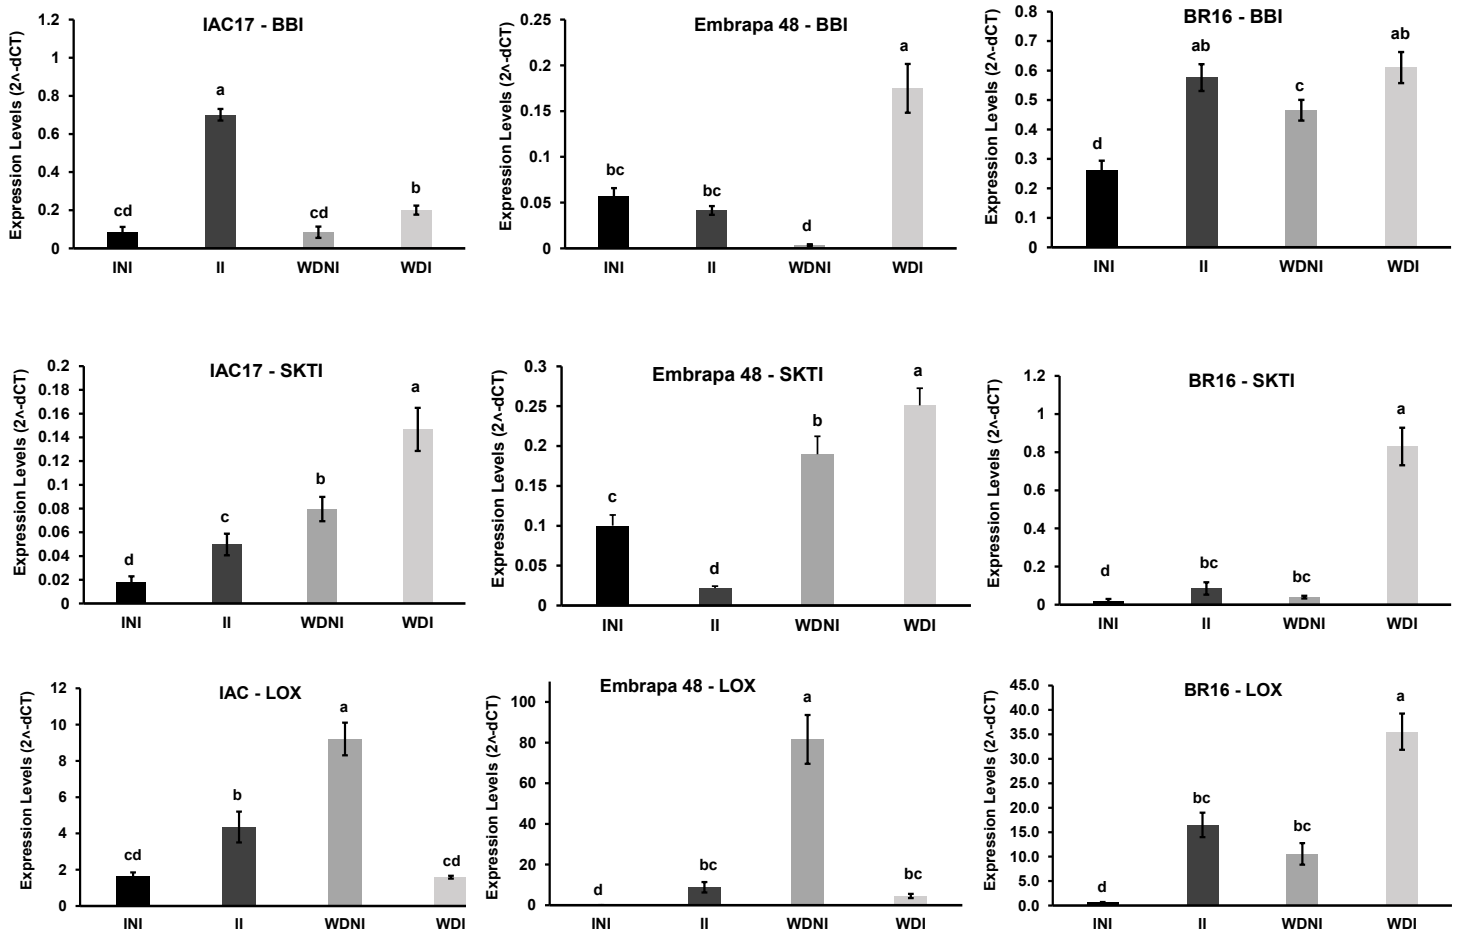 IAC17 - BBI
Expression Levels (2^-dCT)
1.2
1
0.8
0.6
0.4
0.2
0
cd
a
cd
b
INI II WDNI WDI
Embrapa 48 - BBI
Expression Levels (2^-dCT)
0.25
0.2
0.15
0.1
0.05
0
bc
bc
d
a
INI II WDNI WDI
BR16 - BBI
Expression Levels (2^-dCT)
0.8
0.7
0.6
0.5
0.4
0.3
0.2
0.1
0
d
ab
c
ab
INI II WDNI WDI
IAC17 - SKTI
Expression Levels (2^-dCT)
0.2
0.18
0.16
0.14
0.12
0.1
0.08
0.06
0.04
0.02
0
d
c
b
a
INI II WDNI WDI
Embrapa 48 - SKTI
Expression Levels (2^-dCT)
0.3
0.25
0.2
0.15
0.1
0.05
0
c
d
b
a
INI II WDNI WDI
BR16 - SKTI
Expression Levels (2^-dCT)
1.2
1
0.8
0.6
0.4
0.2
0
d
bc
bc
a
INI II WDNI WDI
IAC - LOX
Expression Levels (2^-dCT)
12
10
8
6
4
2
0
cd
b
a
cd
INI II WDNI WDI
Embrapa 48 - LOX
Expression Levels (2^-dCT)
100
80
60
40
20
0
d
bc
a
bc
INI II WDNI WDI
BR16 - LOX
Expression Levels (2^-dCT)
45.0
40.0
35.0
30.0
25.0
20.0
15.0
10.0
5.0
0.0
d
bc
bc
a
INI II WDNI WDI